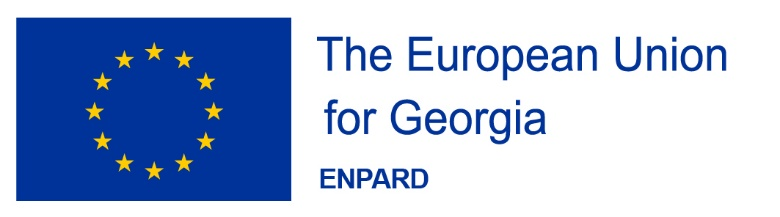 The European Union
for Georgia
ENPARD